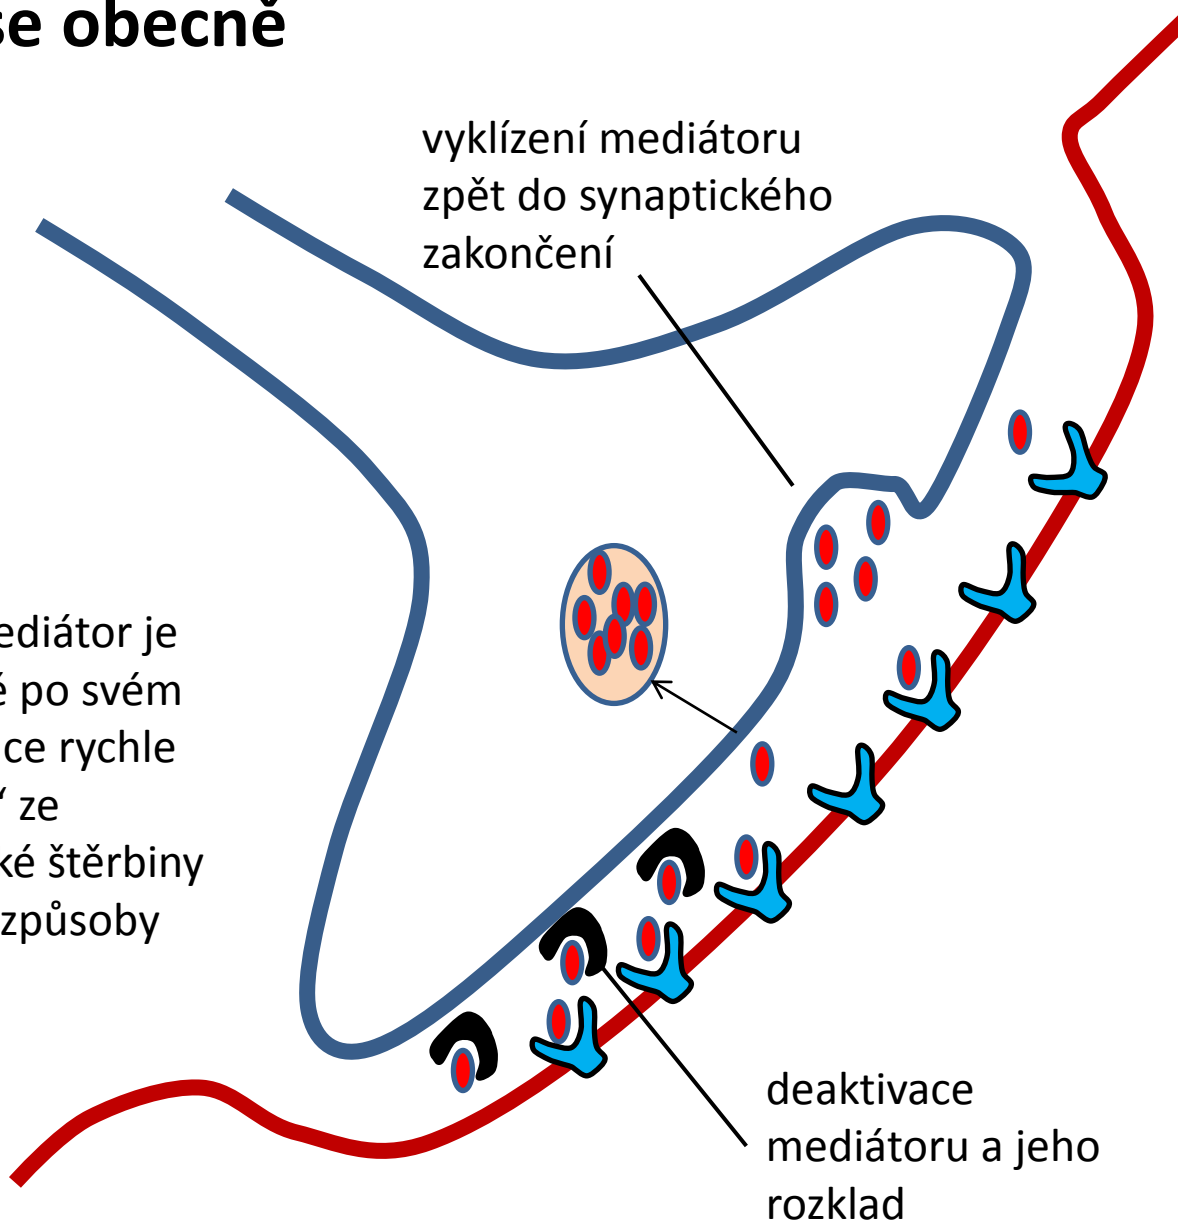 se obecně
vyklízení mediátoru
zpět do synaptického
zakončení
ediátor je
é po svém
ce rychle
“ ze
ké štěrbiny
způsoby
deaktivace
mediátoru a jeho
rozklad